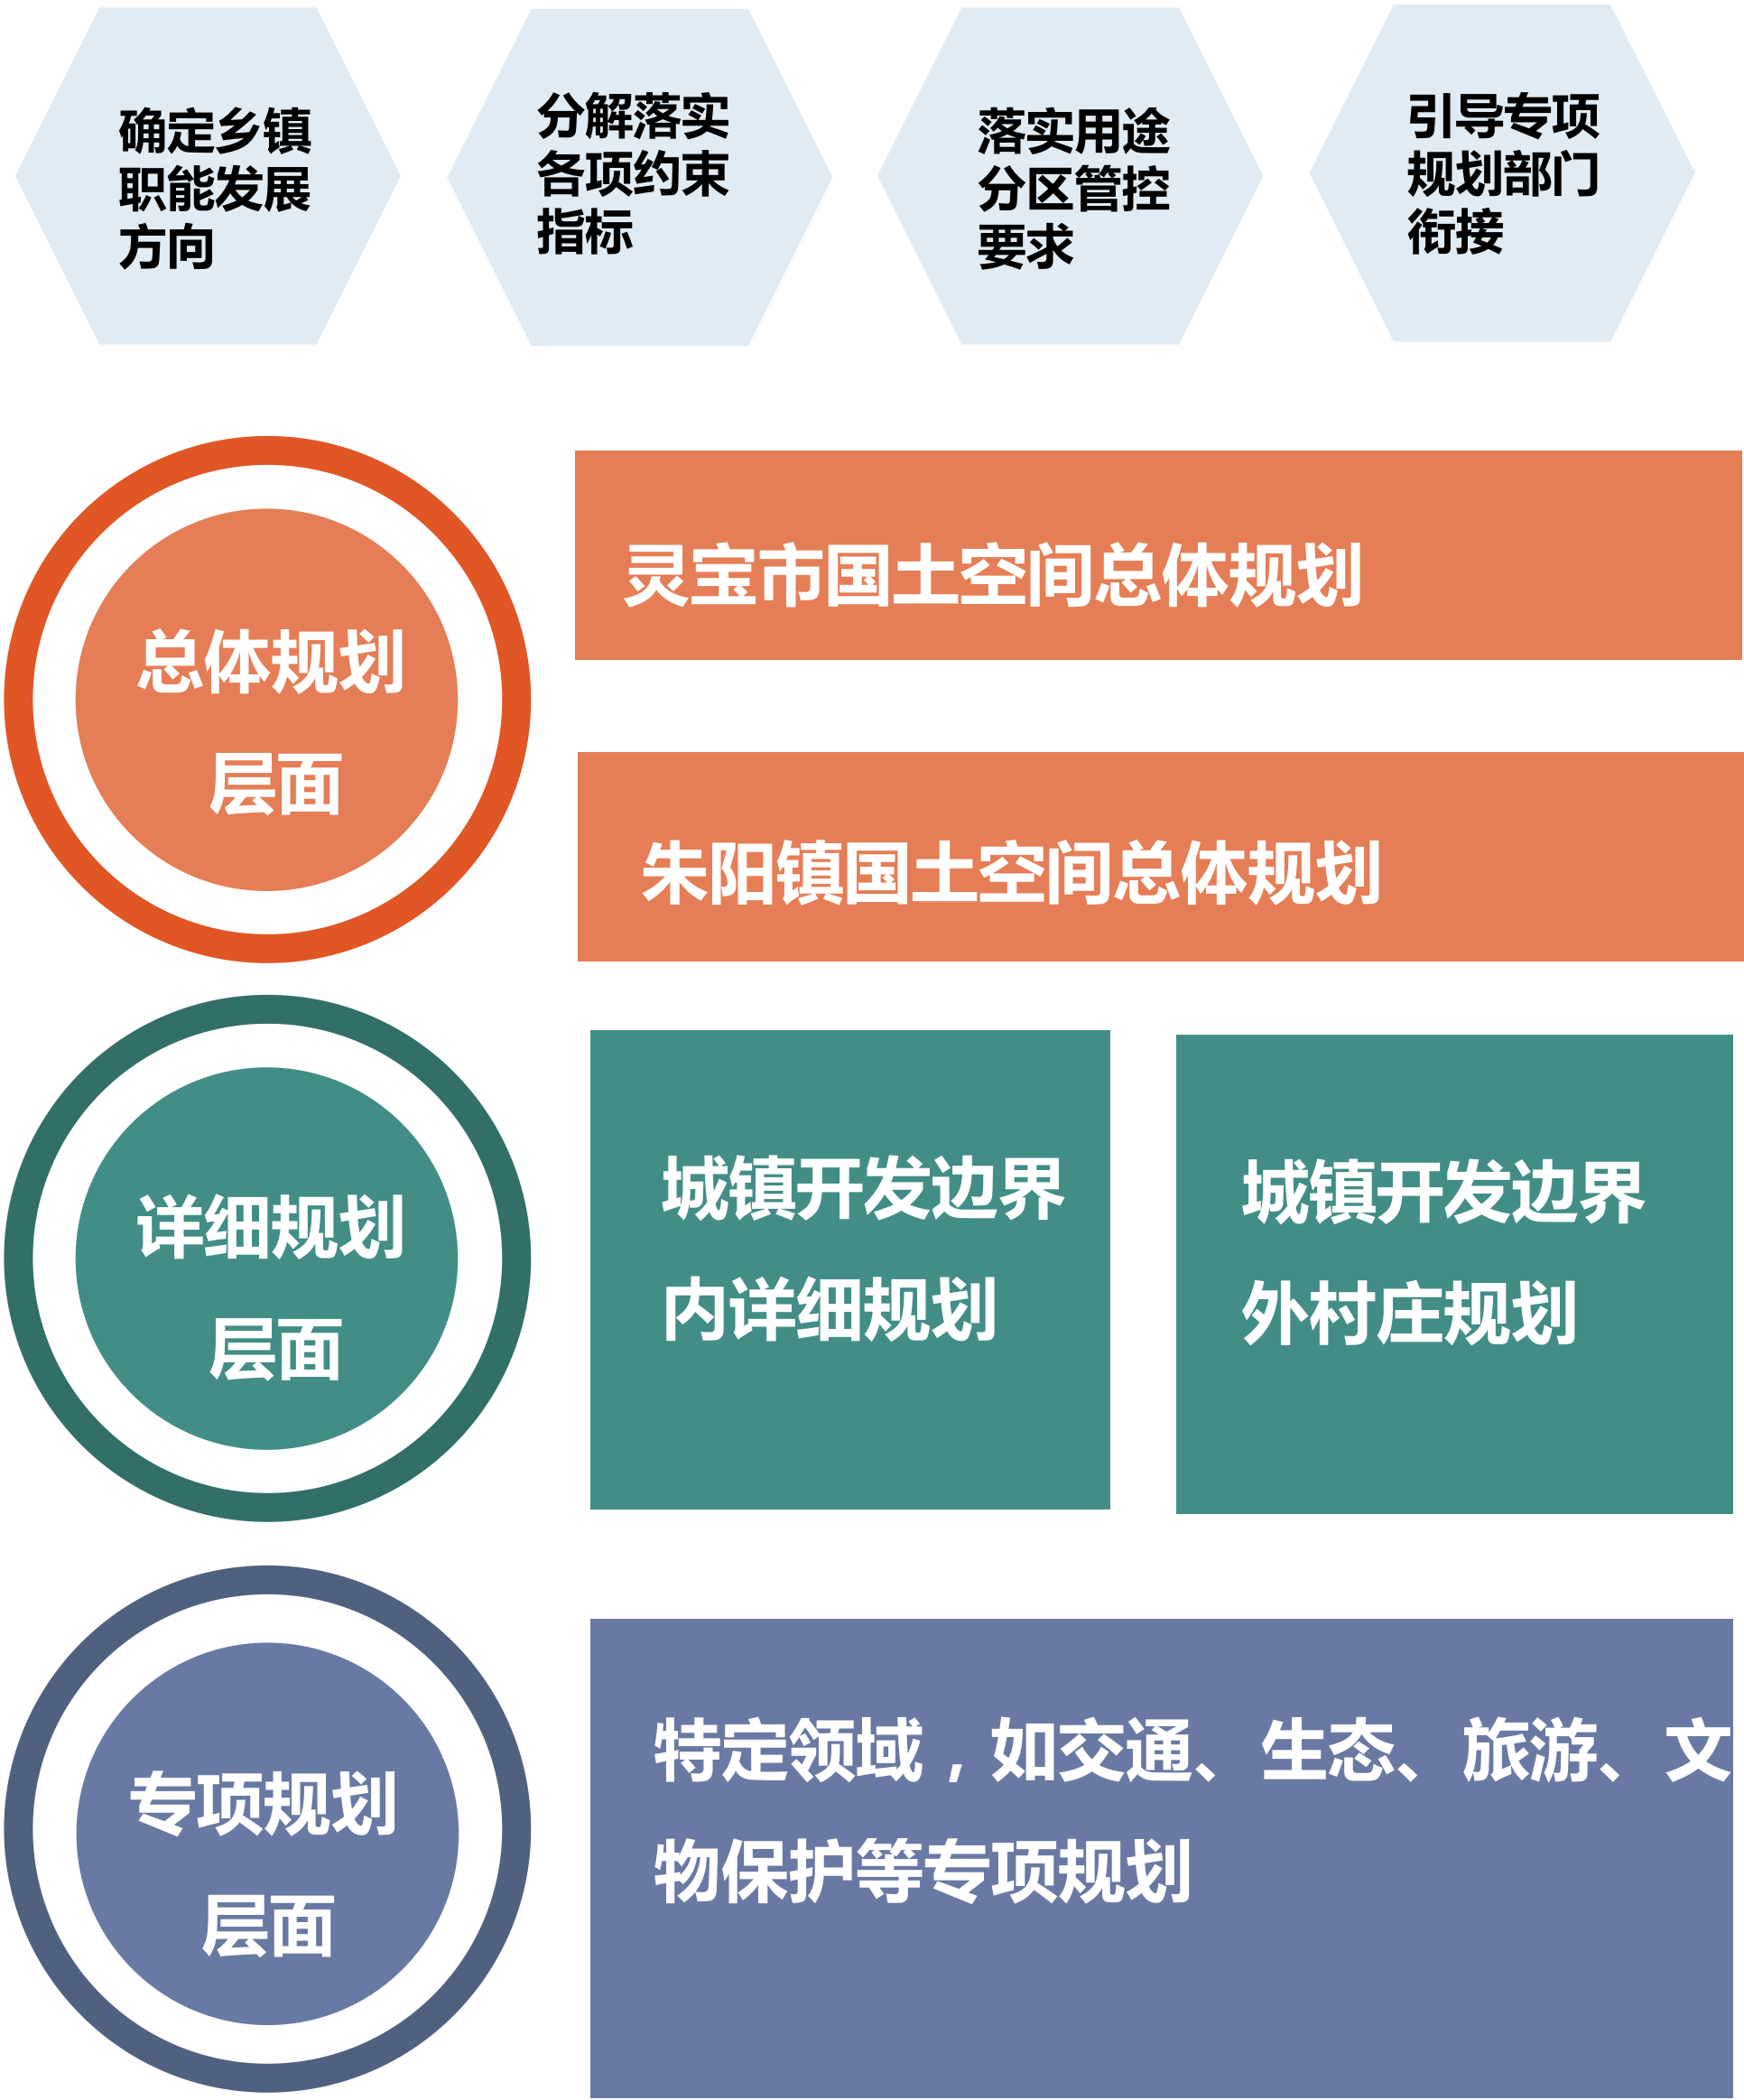 确定乡镇
职能发展
方向
分解落实
各项约束
指标
落实用途
分区管控
要求
引导专项
规划部门
衔接
总体规划
层面
灵宝市国土空间总体规划
朱阳镇国土空间总体规划
详细规划
层面
城镇开发边界
内详细规划
城镇开发边界
外村庄规划
专项规划
层面
特定领域，如交通、生态、旅游、文
物保护等专项规划